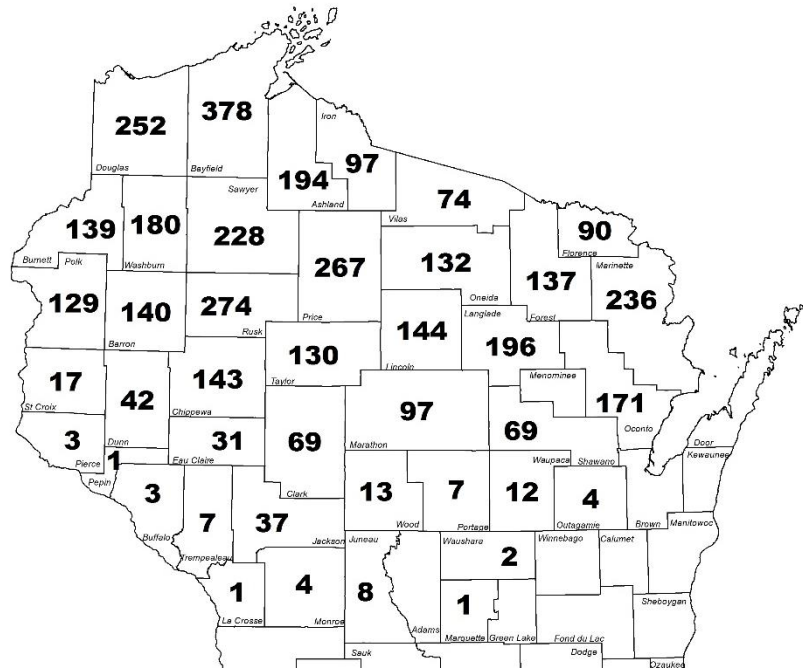 378
252
Iron
Douglas
Bayfield
97
Sawyer
194
Ashland
74
Vilas
139
180
228
90
Florence
Burnett
Polk
Washburn
267
132
137
Marinette
129
140
274
Oneida
236
Rusk
Price
Langlade
Forest
Barron
144
130
196
Lincoln
17
42
143
Taylor
Menominee
St Croix
Chippewa
97
171
3
Dunn
31
69
Marathon
69
Oconto
Pierce
1
Eau Claire
Waupaca
Shawano
Door
Kewaunee
Pepin
3
Clark
13
7
12
4
Buffalo
7
37
Wood
Portage
Outagamie
Brown
Manitowoc
Trempealeau
Jackson
Juneau
Waushara
Winnebago
Calumet
2
1
4
8
1
Sheboygan
La Crosse
Monroe
Adams
Marquette
Green Lake
Fond du Lac
Sauk
Dodge
Ozaukee